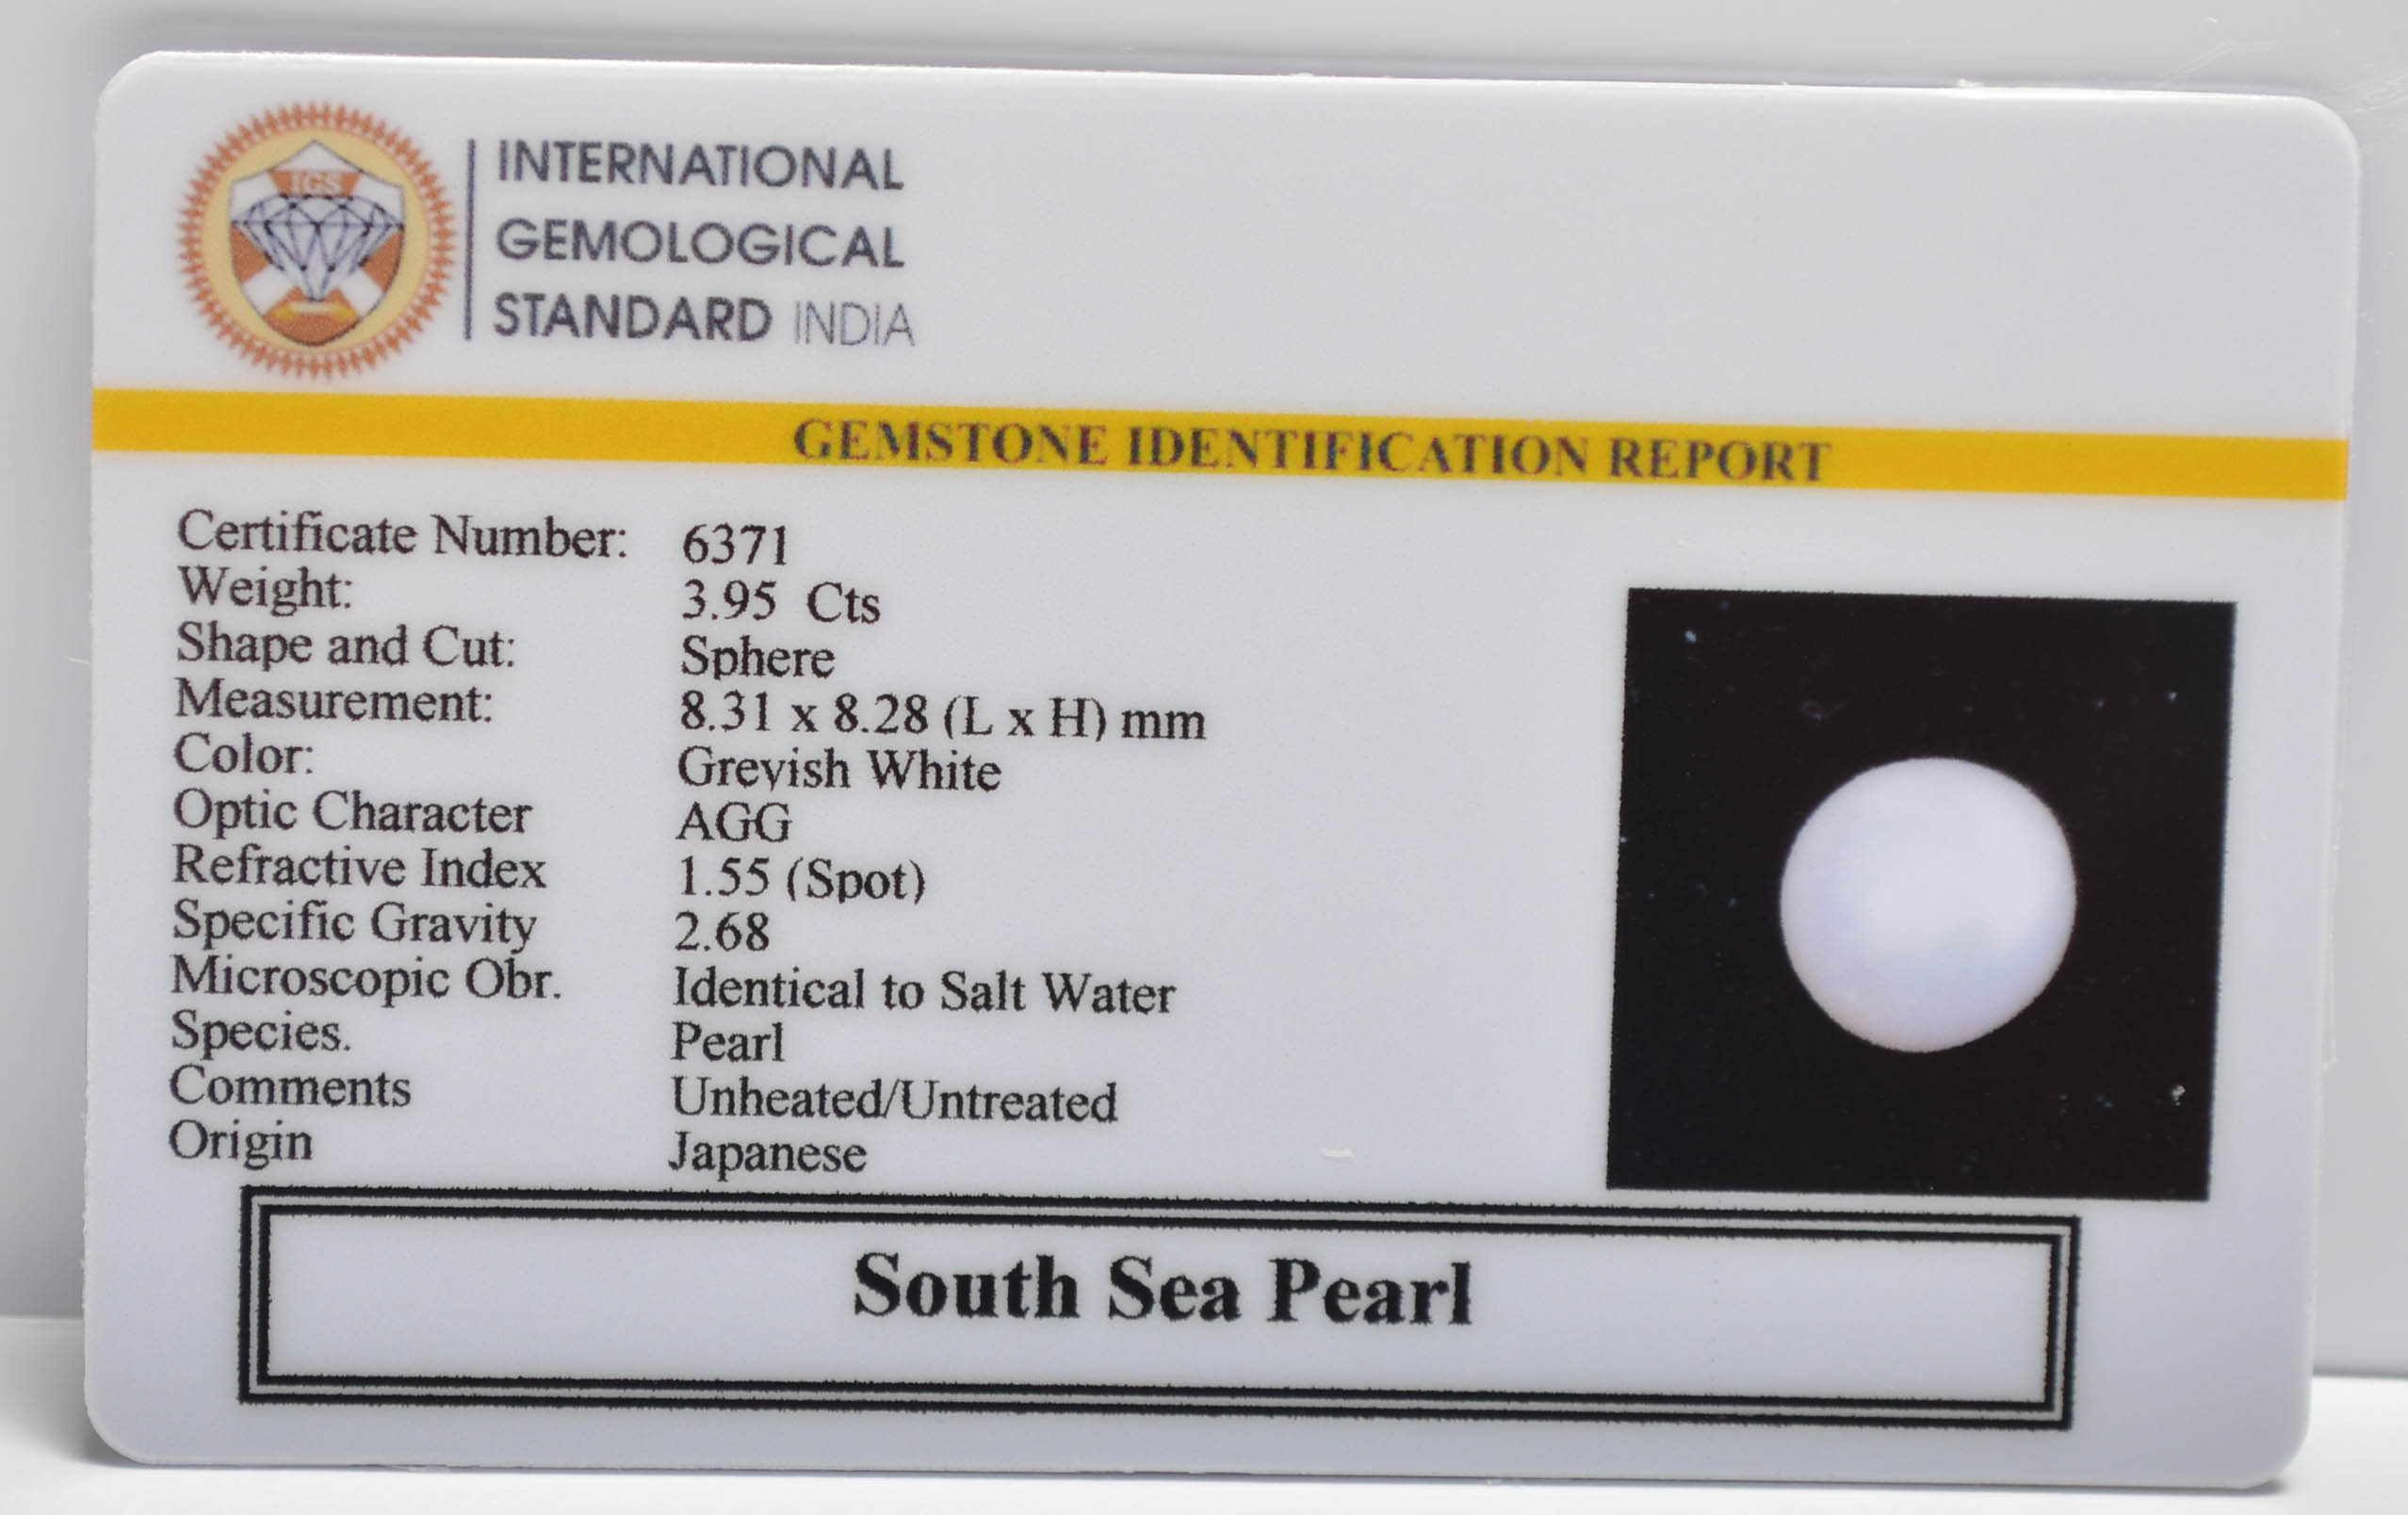 IGS
INTERNATIONAL
GEMOLOGICAL
STANDARD INDIA
GEMSTONE IDENTIFICATION REPORT
Certificate Number: 6371
Weight: 3.95 Cts
Shape and Cut: Sphere
Measurement: 8.31 x 8.28 (L x H) mm
Color: Greyish White
Optic Character AGG
Refractive Index 1.55 (Spot)
Specific Gravity 2.68
Microscopic Obr. Identical to Salt Water
Species. Pearl
Comments Unheated/Untreated
Origin Japanese
South Sea Pearl